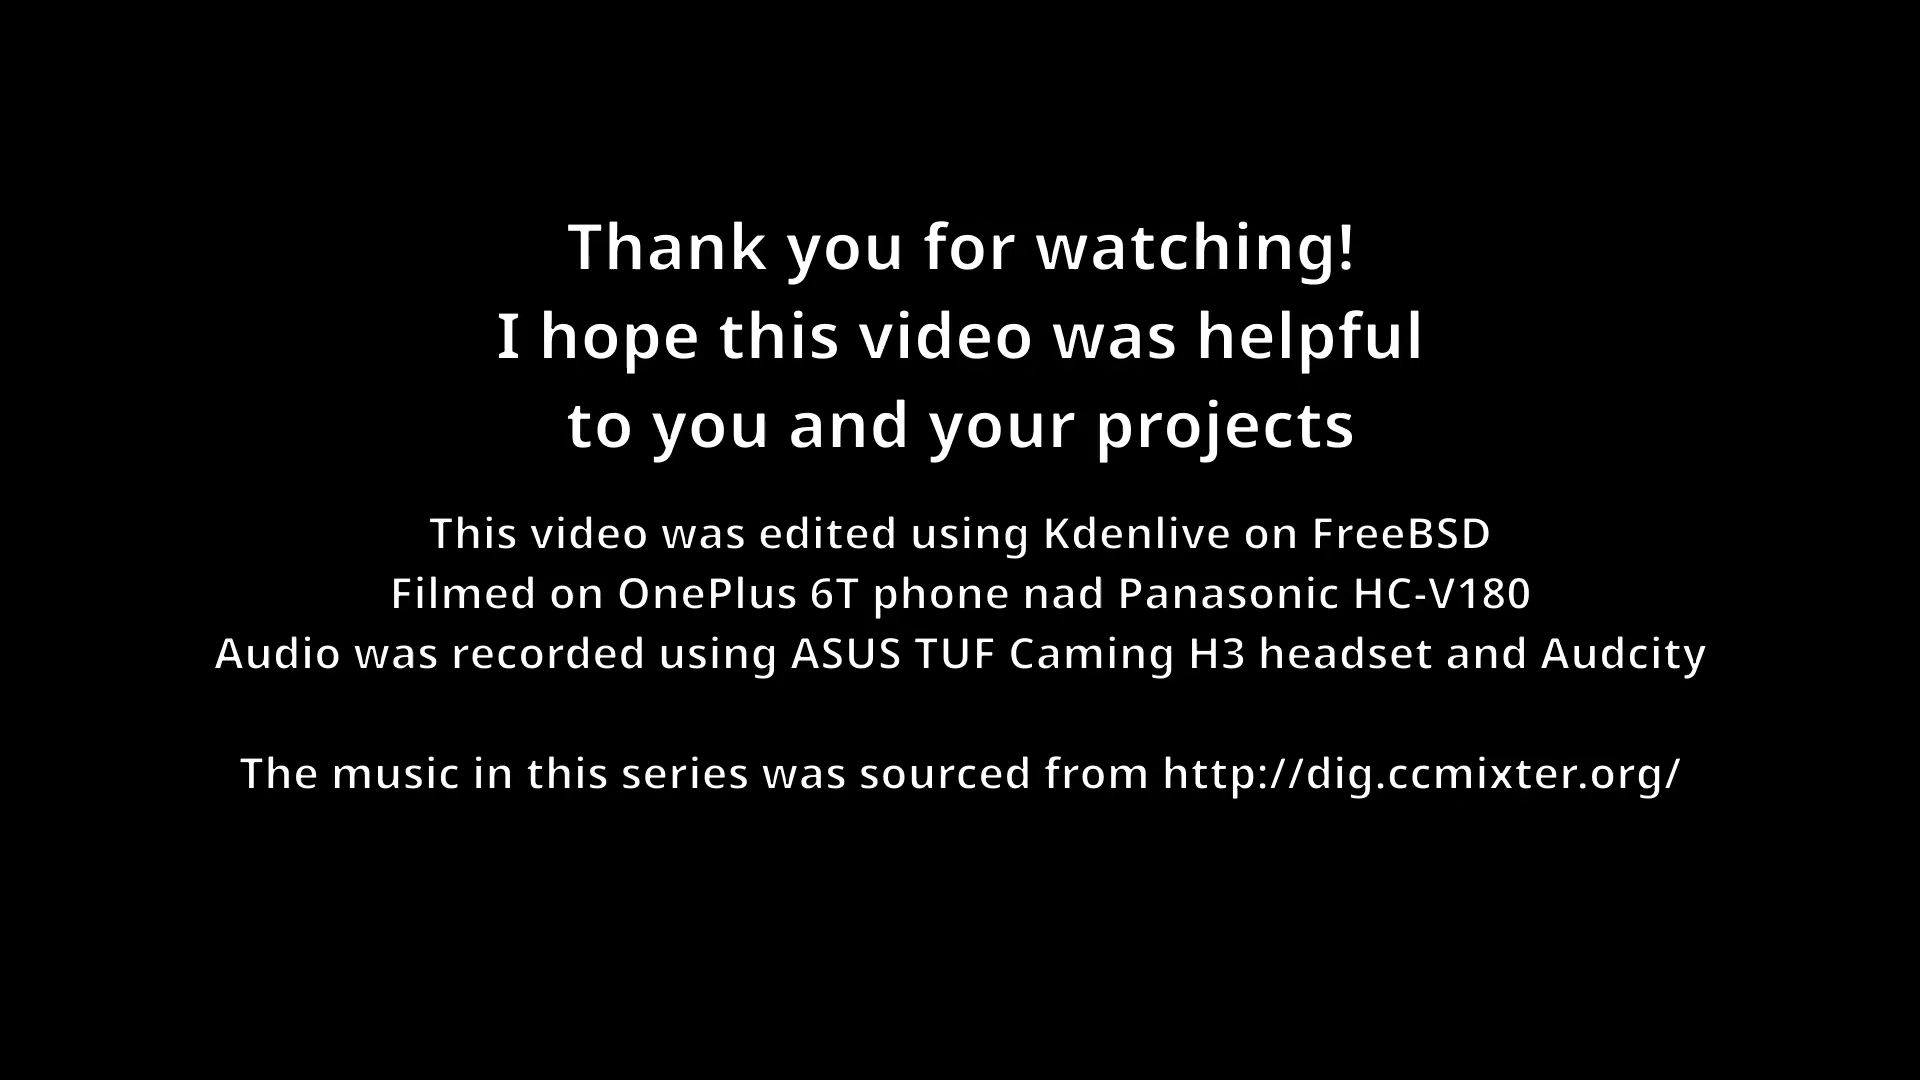 Thank you for watching!
I hope this video was helpful
to you and your projects
This video was edited using Kdenlive on FreeBSD
Filmed on OnePlus 6T phone nad Panasonic HC-V180
Audio was recorded using ASUS TUF Caming H3 headset and Audcity
The music in this series was sourced from http://dig.ccmixter.org/